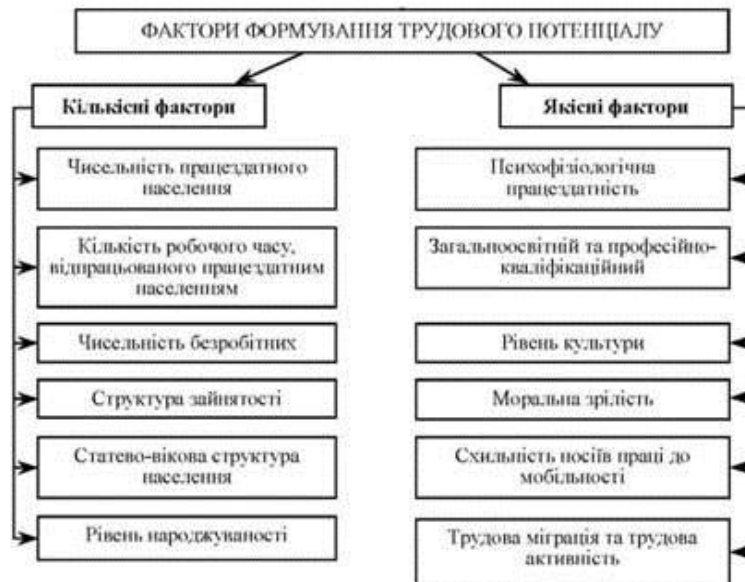 ФАКТОРИ ФОРМУВАННЯ ТРУДОВОГО ПОТЕНЦІАЛУ
Кількісні фактори
Чисельність працездатного
населення
Кількість робочого часу,
відпрацьованого працездатним
населенням
Чисельність безробітних
Структура зайнятості
Статево-вікова структура
населення
Рівень народжуваності
Якісні фактори
Психофізіологічна
працездатність
Загальноосвітній та професійно-
кваліфікаційний
Рівень культури
Моральна зрілість
Схильність носіїв праці до
мобільності
Трудова міграція та трудова
активність